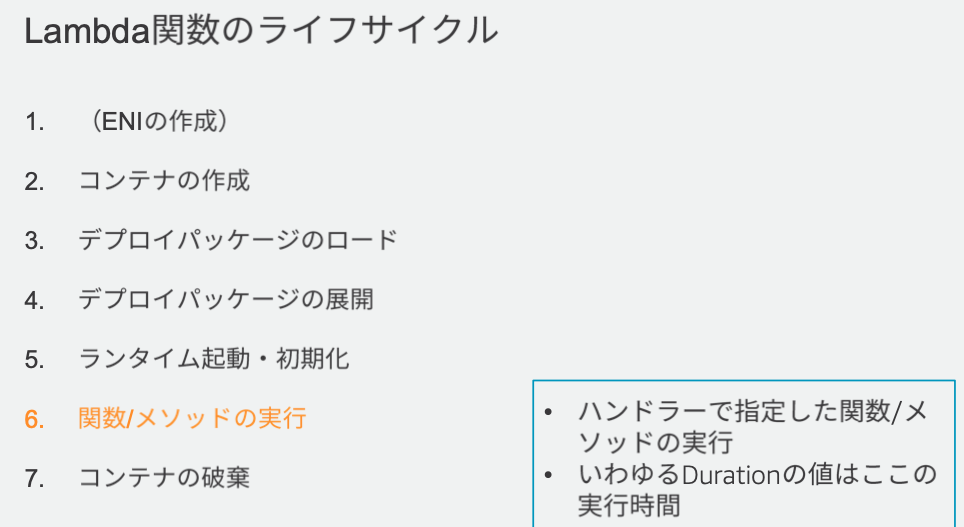 Lambda関数のライフサイクル
1. （ENIの作成）
2. コンテナの作成
3. デプロイパッケージのロード
4. デプロイパッケージの展開
5. ランタイム起動・初期化
6. 関数/メソッドの実行
7. コンテナの破棄
• ハンドラーで指定した関数/メ
ソッドの実行
• いわゆるDurationの値はここの
実行時間